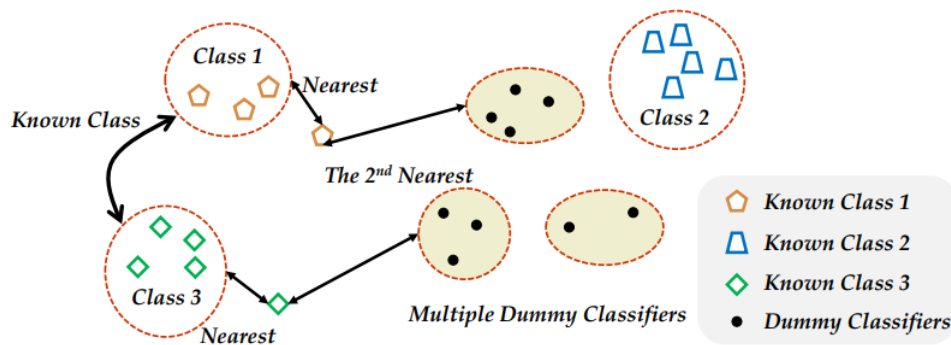 Class 1
Nearest
Known Class
Class 2
The 2nd Nearest
Class 3
Nearest
Multiple Dummy Classifiers
Known Class 1
Known Class 2
Known Class 3
Dummy Classifiers